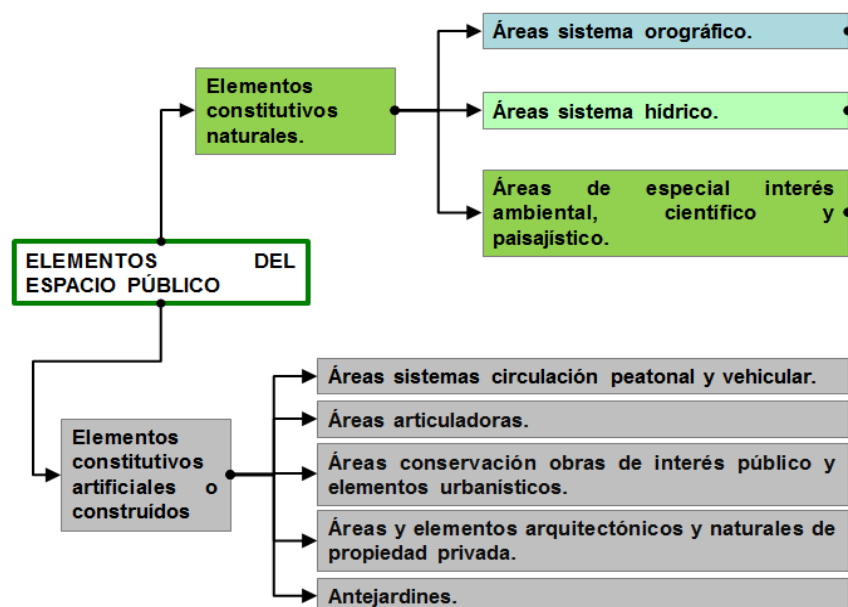 Áreas sistema orográfico.
Elementos
constitutivos
naturales.
Áreas sistema hídrico.
Áreas de especial interés
ambiental, científico y
paisajístico.
ELEMENTOS DEL
ESPACIO PÚBLICO
Áreas sistemas circulación peatonal y vehicular.
Áreas articuladoras.
Elementos
constitutivos
artificiales o
construídos
Áreas conservación obras de interés público y
elementos urbanísticos.
Áreas y elementos arquitectónicos y naturales de
propiedad privada.
Antejardines.